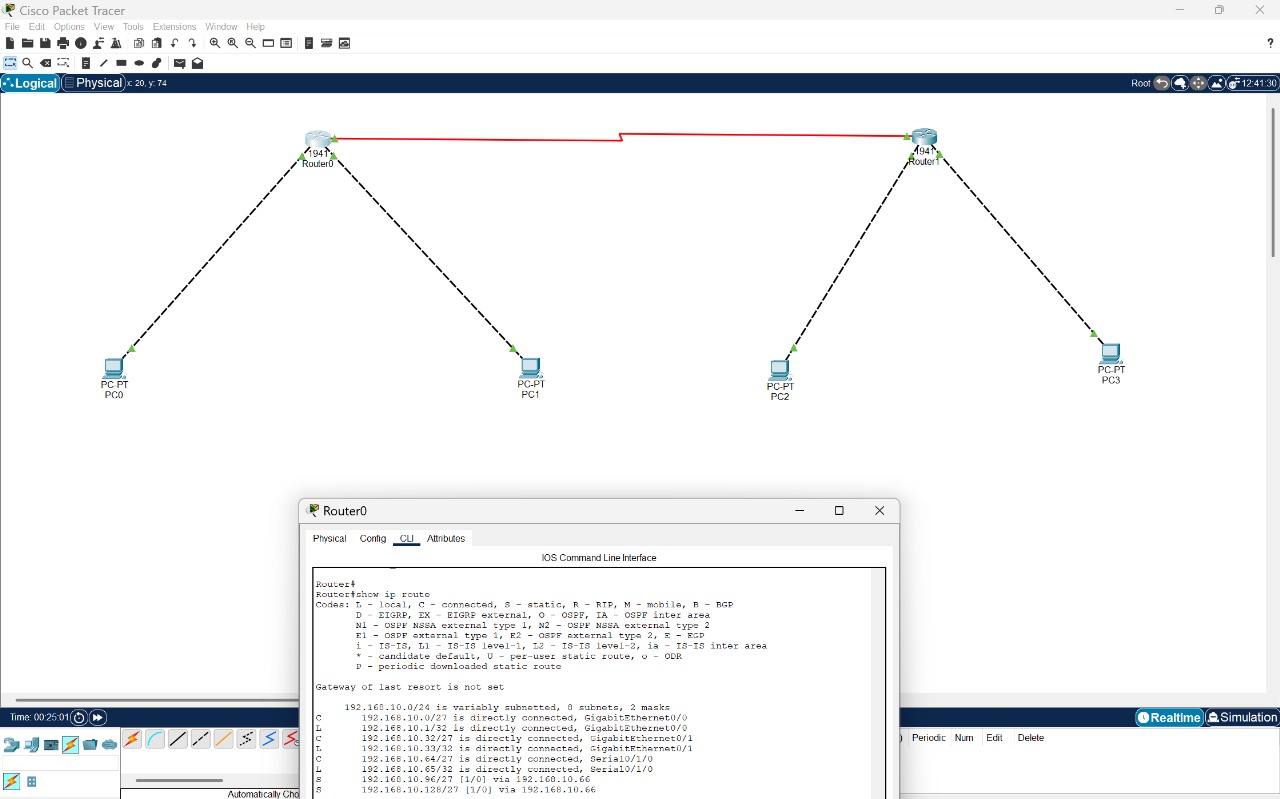 Cisco Packet Tracer
File Edit Options View Tools Extensions Window Help
?
Logical Physical x: 20, y: 74 Root 12:41:30
1941
Router0
1941
Router1
PC-PT
PC0
PC-PT
PC1
PC-PT
PC2
PC-PT
PC3
Router0
Physical Config CLI Attributes
IOS Command Line Interface
Router#
Router#show ip route
Codes: L - local, C - connected, S - static, R - RIP, M - mobile, B - BGP
D - EIGRP, EX - EIGRP external, O - OSPF, IA - OSPF inter area
N1 - OSPF NSSA external type 1, N2 - OSPF NSSA external type 2
E1 - OSPF external type 1, E2 - OSPF external type 2, E - EGP
i - IS-IS, L1 - IS-IS level-1, L2 - IS-IS level-2, ia - IS-IS inter area
* - candidate default, U - per-user static route, o - ODR
P - periodic downloaded static route
Gateway of last resort is not set
192.168.10.0/24 is variably subnetted, 8 subnets, 2 masks
C 192.168.10.0/27 is directly connected, GigabitEthernet0/0
L 192.168.10.1/32 is directly connected, GigabitEthernet0/0
C 192.168.10.32/27 is directly connected, GigabitEthernet0/1
L 192.168.10.33/32 is directly connected, GigabitEthernet0/1
C 192.168.10.64/27 is directly connected, Serial0/1/0
L 192.168.10.65/32 is directly connected, Serial0/1/0
S 192.168.10.96/27 [1/0] via 192.168.10.66
S 192.168.10.128/27 [1/0] via 192.168.10.66
Time: 00:25:01
Realtime Simulation
) Periodic Num Edit Delete
Automatically Cho